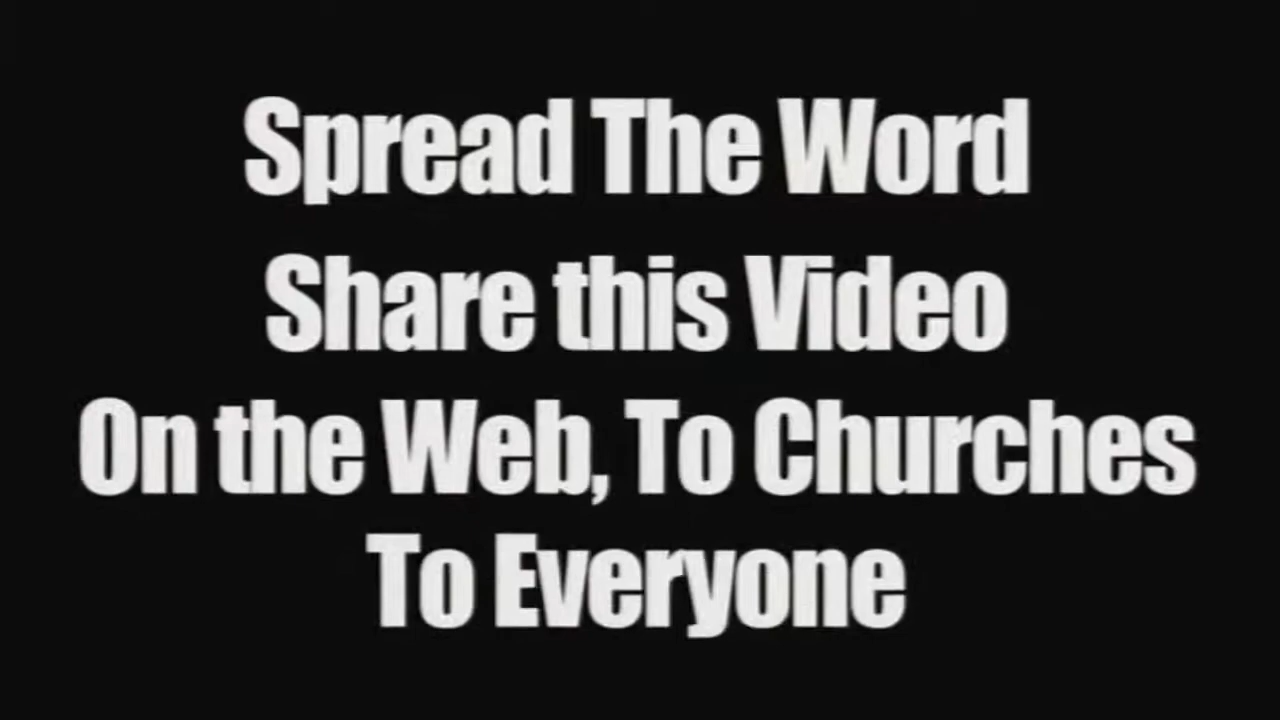 Spread The Word
Share this Video
On the Web, To Churches
To Everyone